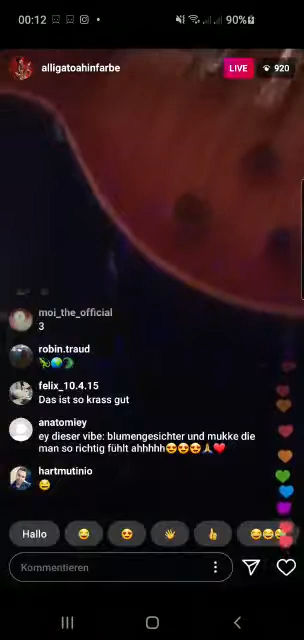 00:12 90%
alligatoahinfarbe LIVE 920
moi_the_official
3
robin.traud
🦖🌍🐉
felix_10.4.15
Das ist so krass gut
anatomiey
ey dieser vibe: blumengesichter und mukke die
man so richtig fühlt ahhhhh😍😍😍🙏❤️
hartmutinio
😂
Hallo 😂 😍 👋 👍 😂😂😂
Kommentieren